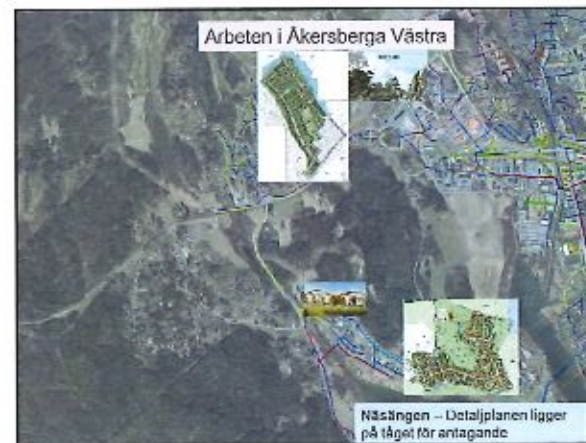 Arbeten i Åkersberga Västra
Näsängen – Detaljplanen ligger
på tåget för antagande